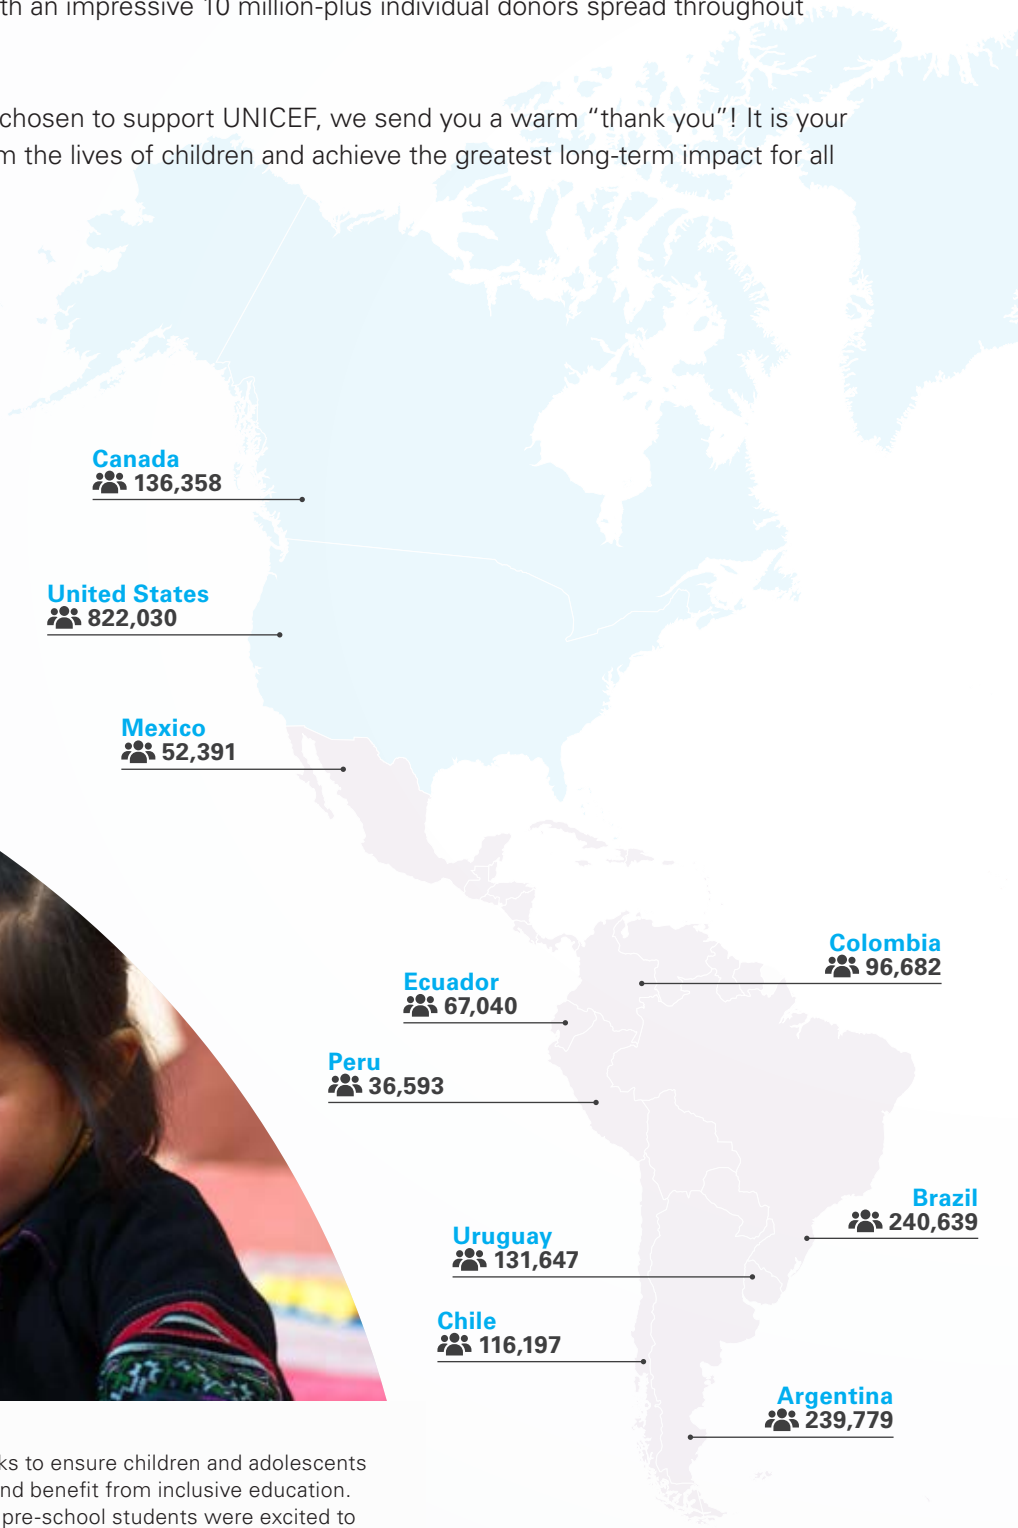 th an impressive 10 million-plus individual donors spread throughout
chosen to support UNICEF, we send you a warm “thank you”! It is your
m the lives of children and achieve the greatest long-term impact for all
Canada
136,358
United States
822,030
Mexico
52,391
Colombia
96,682
Ecuador
67,040
Peru
36,593
Brazil
240,639
Uruguay
131,647
Chile
116,197
Argentina
239,779
ks to ensure children and adolescents
nd benefit from inclusive education.
pre-school students were excited to